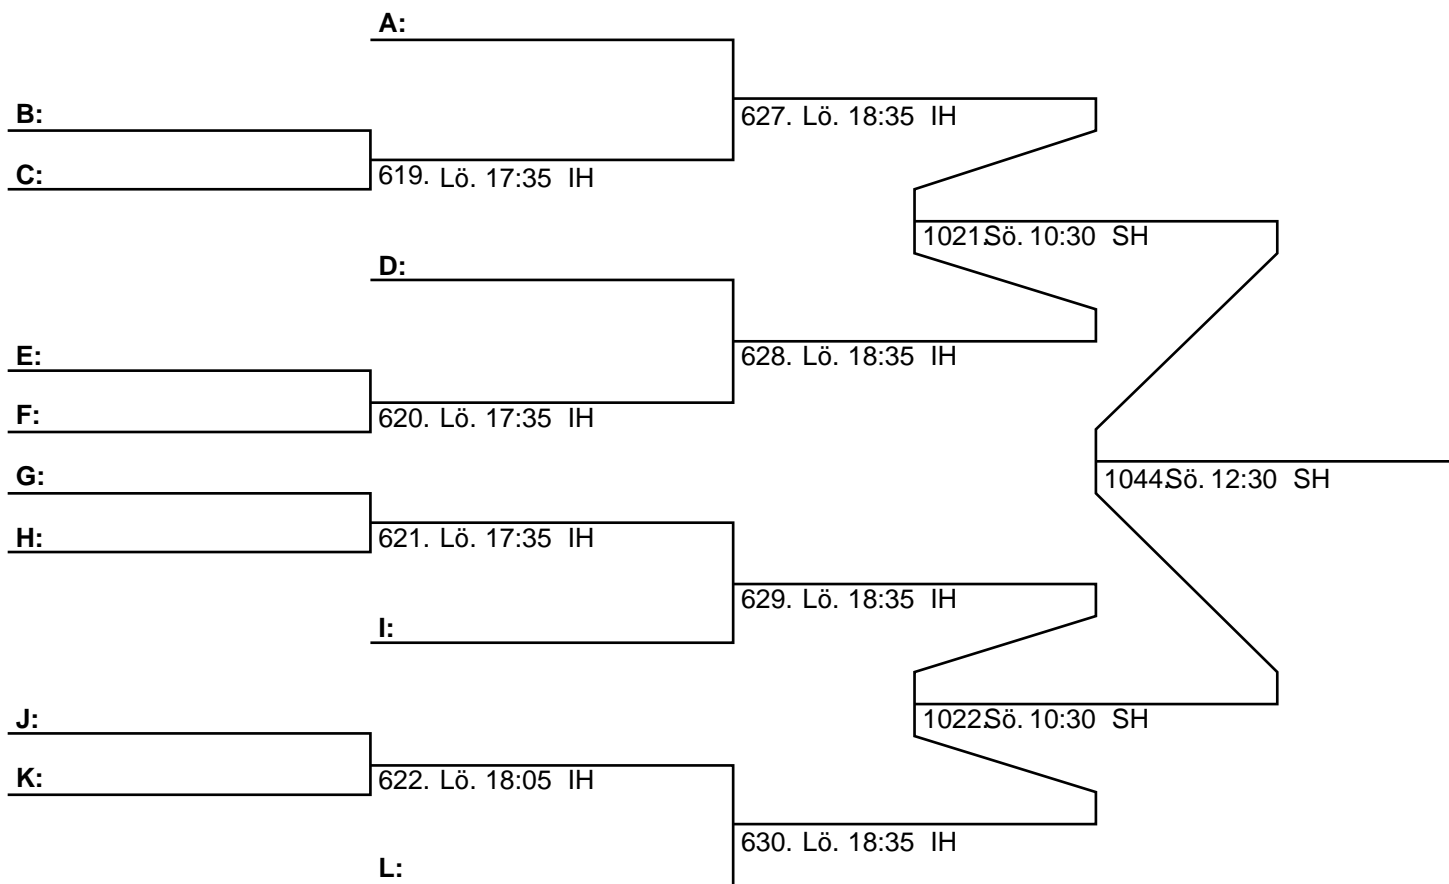 A:
B:
627. Lö. 18:35 IH
C:
619. Lö. 17:35 IH
1021. Sö. 10:30 SH
D:
E:
628. Lö. 18:35 IH
F:
620. Lö. 17:35 IH
G:
1044. Sö. 12:30 SH
H:
621. Lö. 17:35 IH
629. Lö. 18:35 IH
I:
J:
1022. Sö. 10:30 SH
K:
622. Lö. 18:05 IH
630. Lö. 18:35 IH
L: